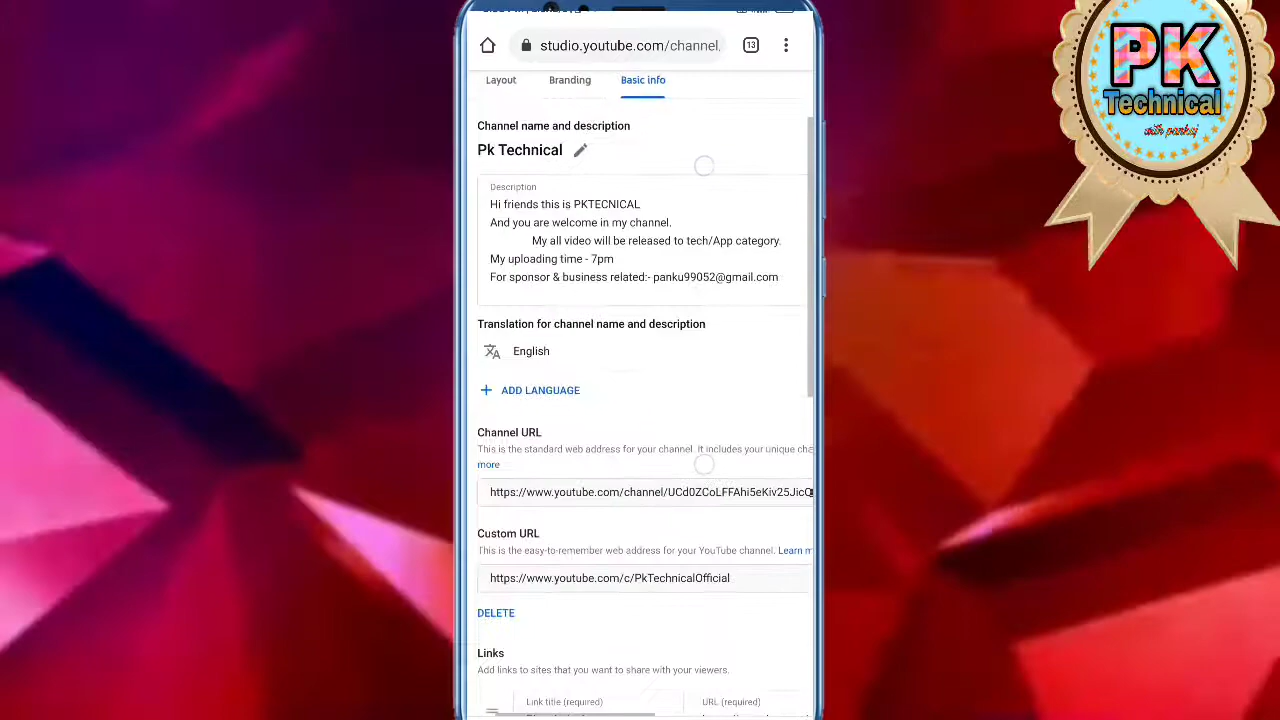 studio.youtube.com/channel.
13
Layout
Branding
Basic info
Channel name and description
Pk Technical
Description
Hi friends this is PKTECNICAL
And you are welcome in my channel.
My all video will be released to tech/App category.
My uploading time - 7pm
For sponsor & business related:- panku99052@gmail.com
Translation for channel name and description
English
ADD LANGUAGE
Channel URL
This is the standard web address for your channel. It includes your unique cha
more
https://www.youtube.com/channel/UCd0ZCoLFFAhi5eKiv25Jic
Custom URL
This is the easy-to-remember web address for your YouTube channel. Learn m
https://www.youtube.com/c/PkTechnicalOfficial
DELETE
Links
Add links to sites that you want to share with your viewers.
Link title (required)
URL (required)
PK
Technical
with pankaj